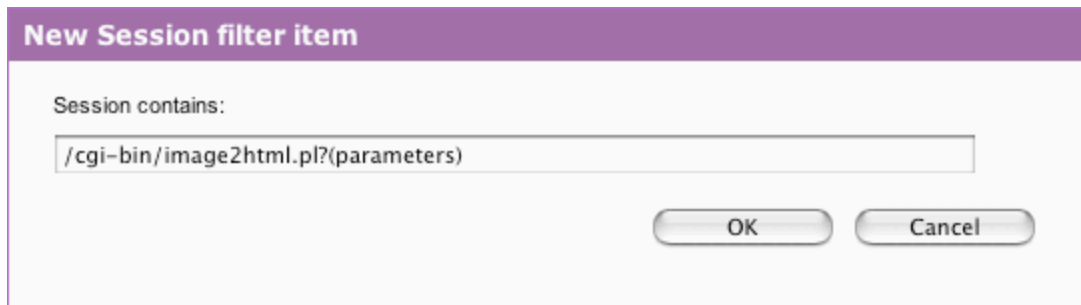 New Session filter item
Session contains:
/cgi-bin/image2html.pl?(parameters)
OK Cancel